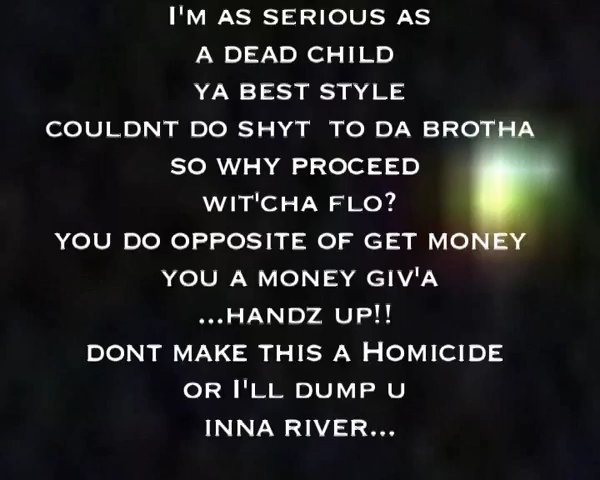 I'm as serious as
a dead child
ya best style
couldnt do shyt to da brotha
so why proceed
wit'cha flo?
you do opposite of get money
you a money giv'a
...handz up!!
dont make this a Homicide
or I'll dump u
inna river...